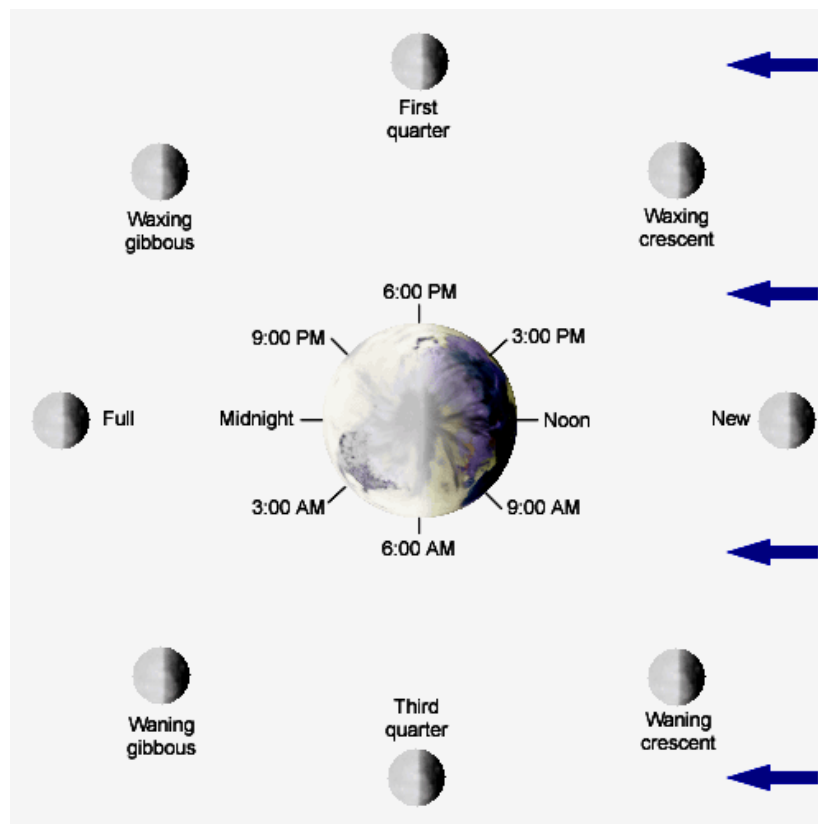 First
quarter
Waxing
gibbous
Waxing
crescent
6:00 PM
9:00 PM
3:00 PM
Full
Midnight
Noon
New
3:00 AM
9:00 AM
6:00 AM
Waning
gibbous
Third
quarter
Waning
crescent